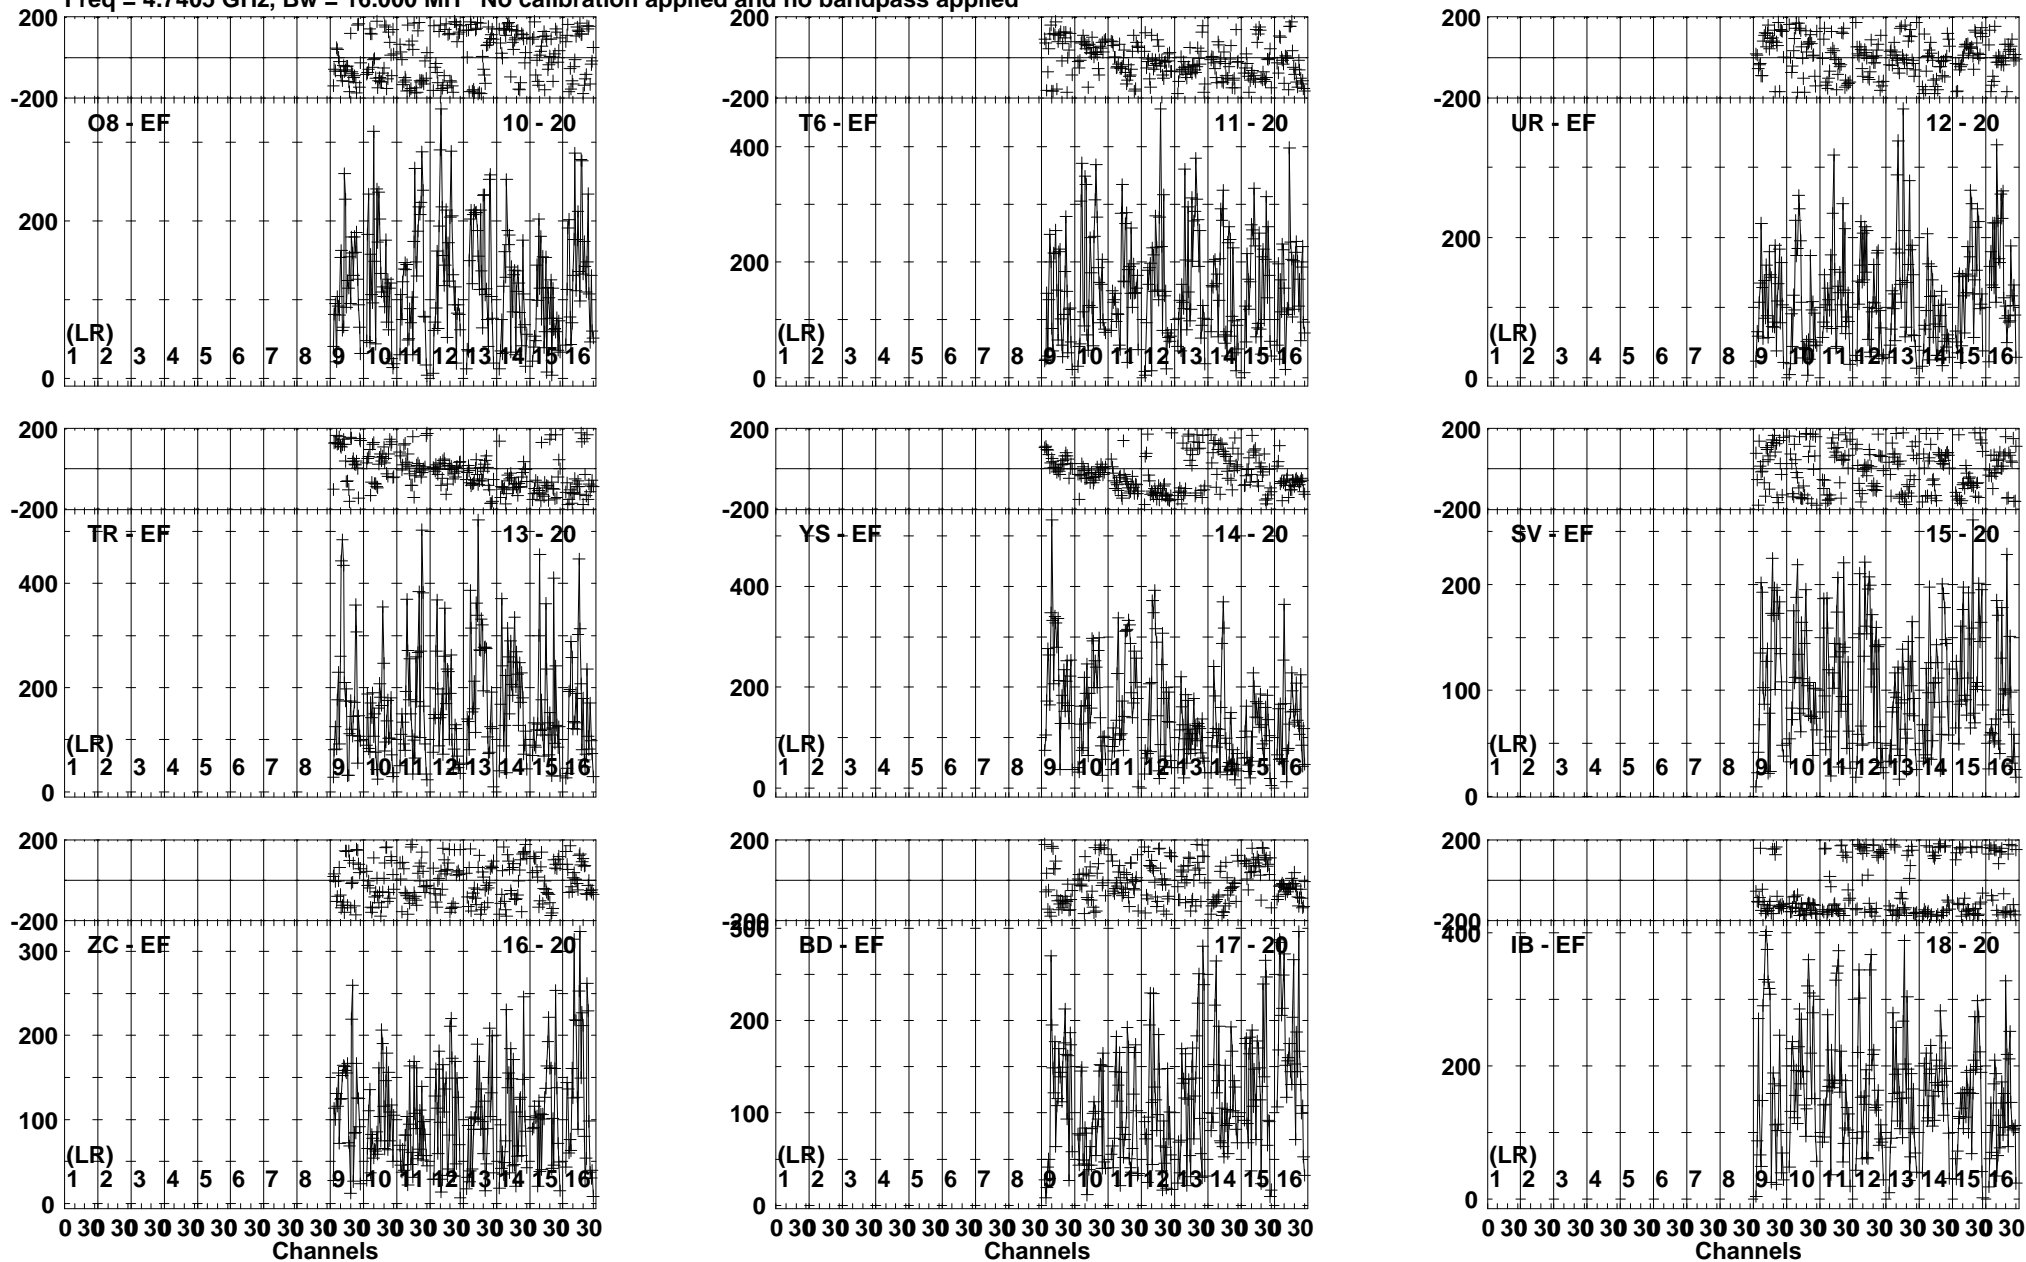 Freq = 4.7405 GHz, Bw = 16.000 MH No calibration applied and no bandpass applied
200 200 200
-200 -200 -200
O8 - EF 10 - 20 T6 - EF 11 - 20 UR - EF 12 - 20
400
200 200 200
(LR) (LR) (LR)
1 2 3 4 5 6 7 8 9 10 11 12 13 14 15 16 1 2 3 4 5 6 7 8 9 10 11 12 13 14 15 16 1 2 3 4 5 6 7 8 9 10 11 12 13 14 15 16
0 0 0
200 200 200
-200 -200 -200
TR - EF 13 - 20 YS - EF 14 - 20 SV - EF 15 - 20
400 400 200
200 200 100
(LR) (LR) (LR)
1 2 3 4 5 6 7 8 9 10 11 12 13 14 15 16 1 2 3 4 5 6 7 8 9 10 11 12 13 14 15 16 1 2 3 4 5 6 7 8 9 10 11 12 13 14 15 16
0 0 0
200 200 200
-200 -200 -200
300 300 400
ZC - EF 16 - 20 BD - EF 17 - 20 IB - EF 18 - 20
200 200 200
100 100
(LR) (LR) (LR)
1 2 3 4 5 6 7 8 9 10 11 12 13 14 15 16 1 2 3 4 5 6 7 8 9 10 11 12 13 14 15 16 1 2 3 4 5 6 7 8 9 10 11 12 13 14 15 16
0 0 0
0 30 30 30 30 30 30 30 30 30 30 30 30 30 30 30 30 0 30 30 30 30 30 30 30 30 30 30 30 30 30 30 30 30 0 30 30 30 30 30 30 30 30 30 30 30 30 30 30 30 30
Channels Channels Channels